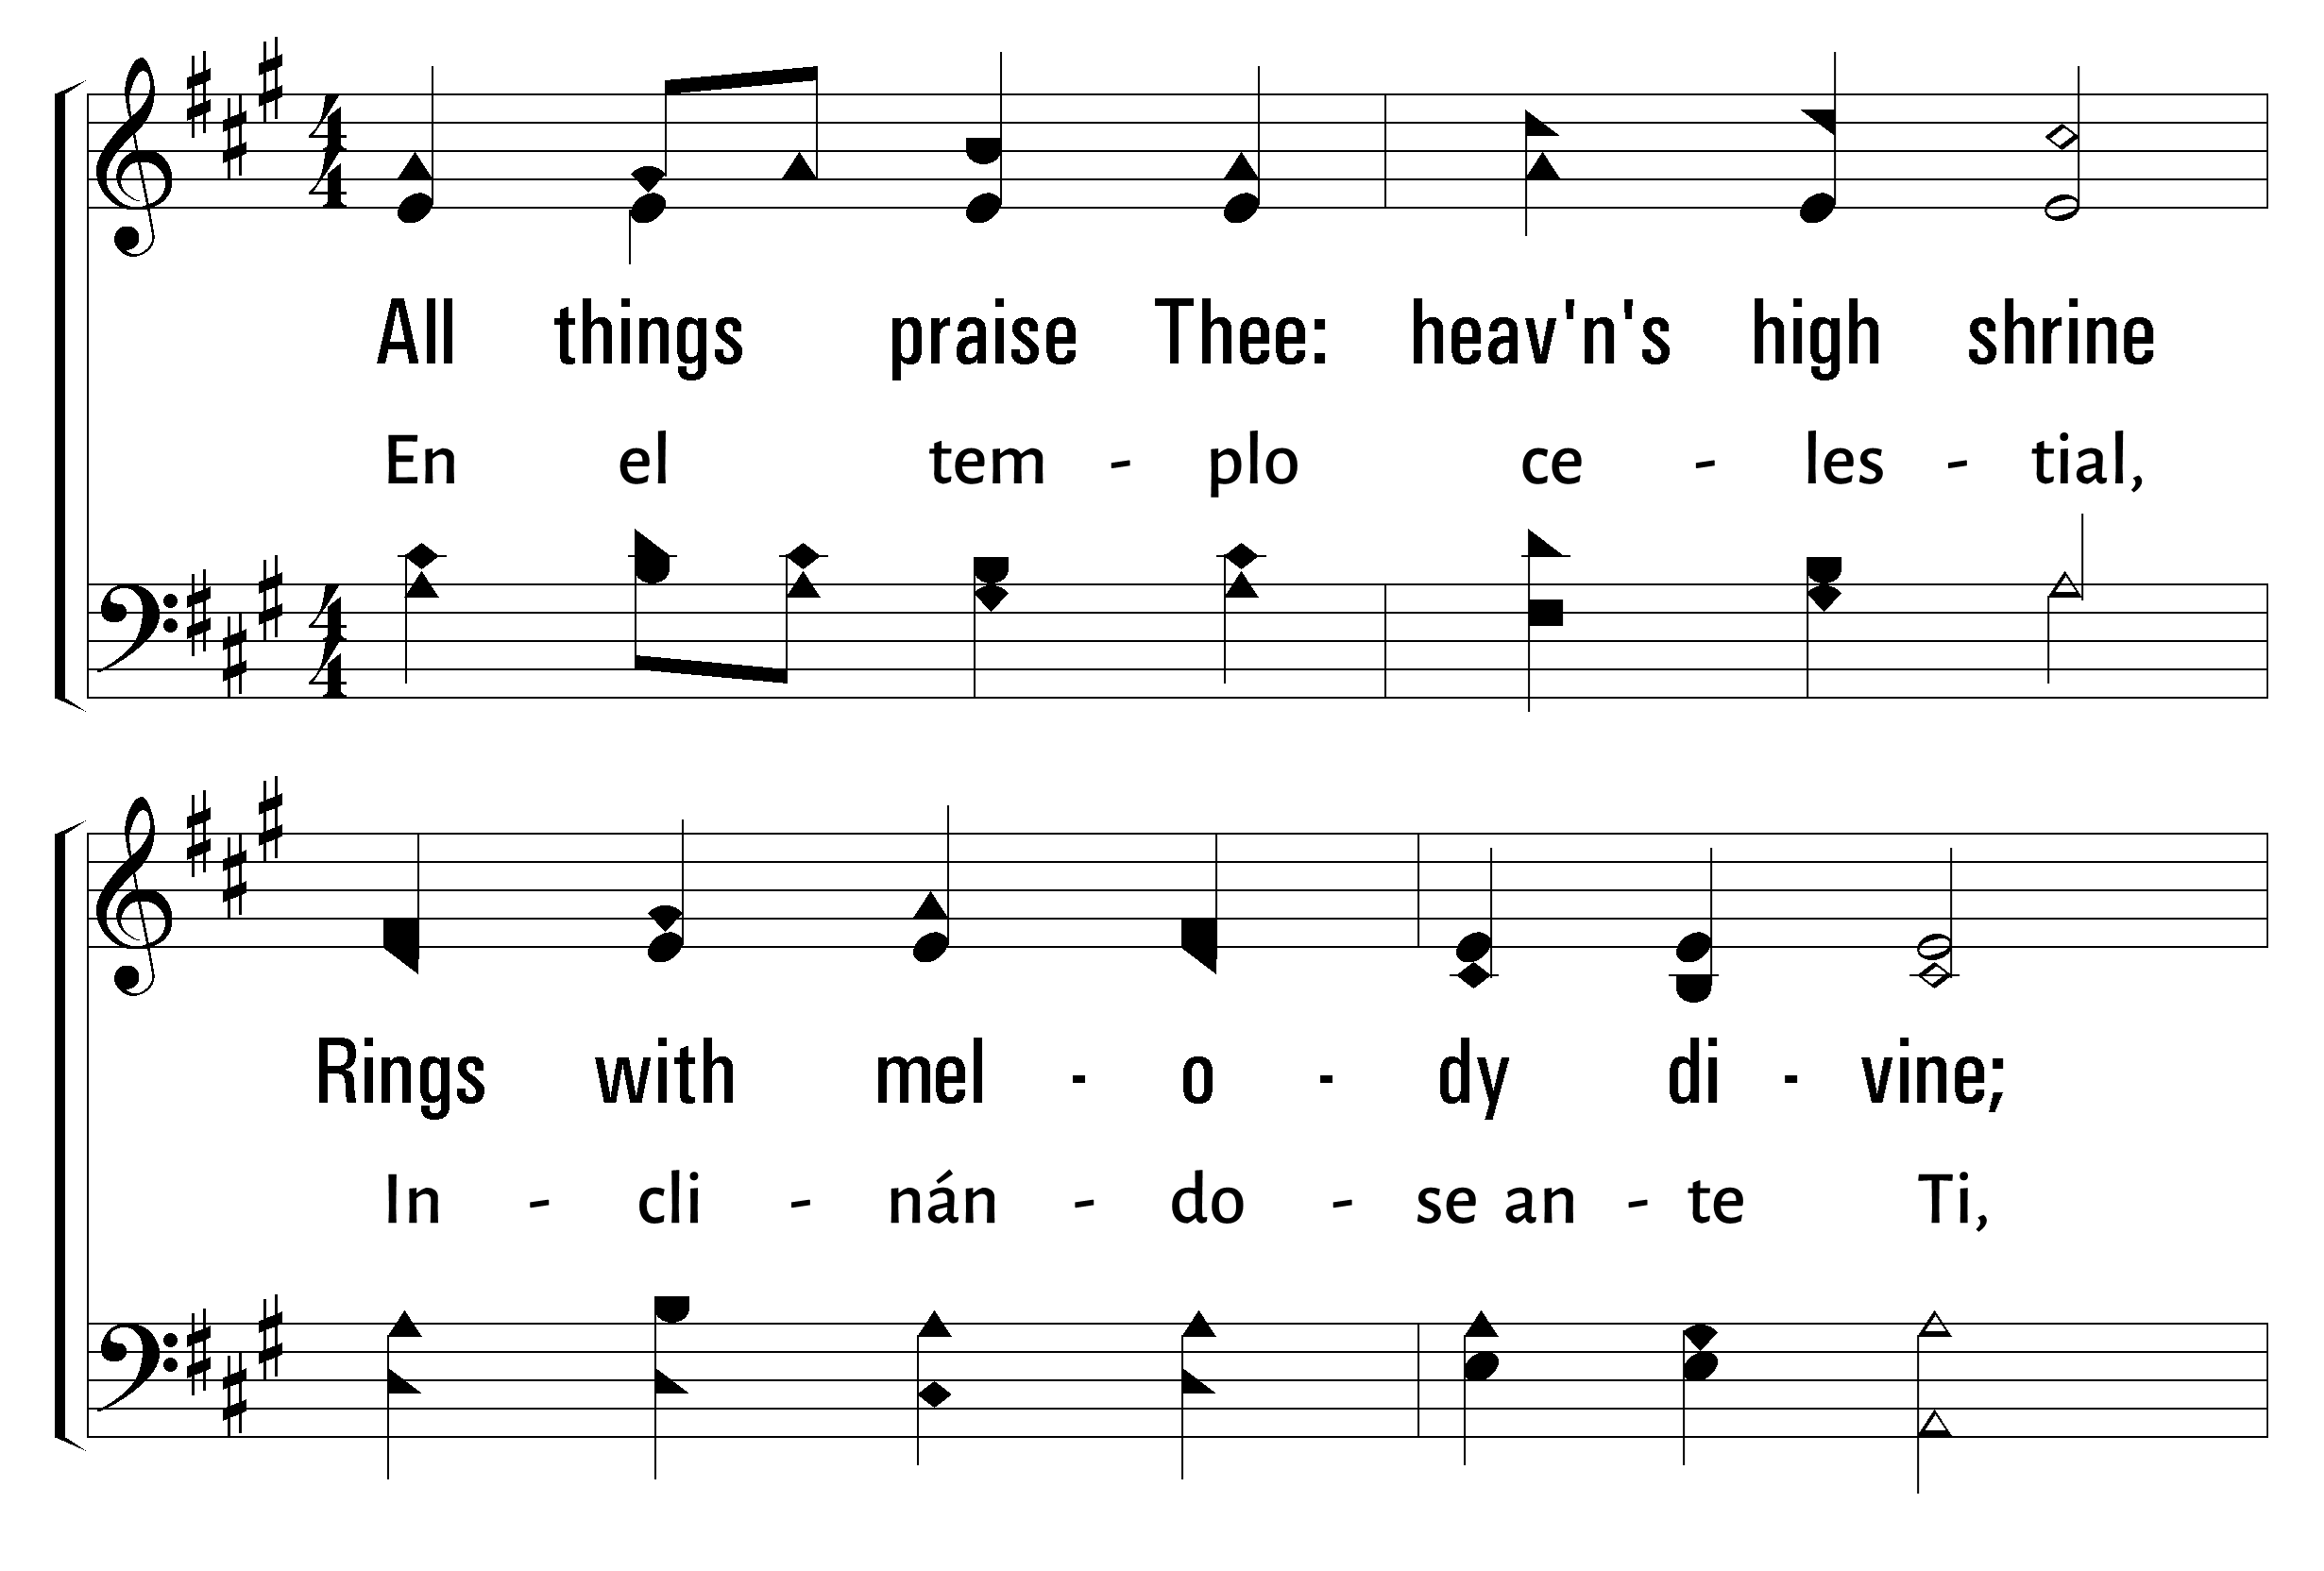 All things praise Thee: heav'n's high shrine
En el tem - plo ce - les - tial,
Rings with mel - o - dy di - vine;
In - cli - nán - do - se an - te Ti,